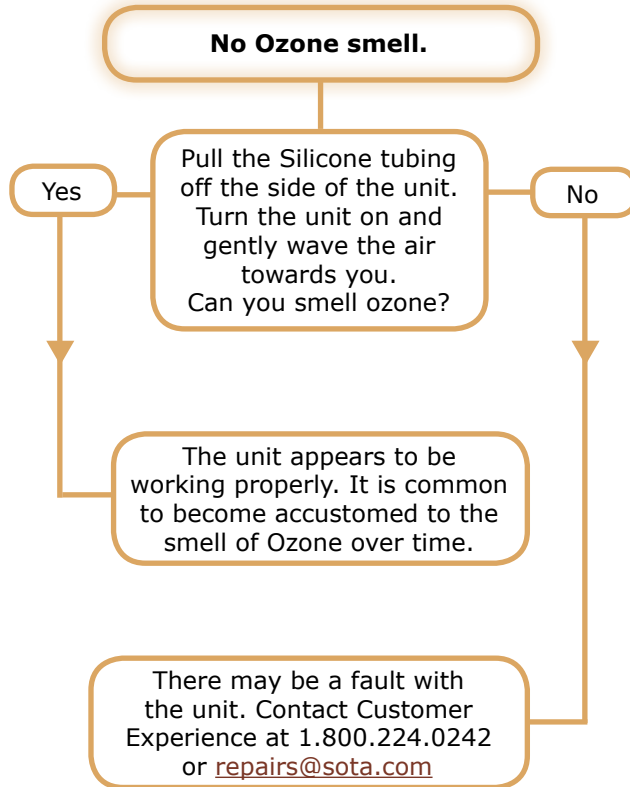 No Ozone smell.
Pull the Silicone tubing
off the side of the unit.
Turn the unit on and
gently wave the air
towards you.
Can you smell ozone?
Yes
No
The unit appears to be
working properly. It is common
to become accustomed to the
smell of Ozone over time.
There may be a fault with
the unit. Contact Customer
Experience at 1.800.224.0242
or repairs@sota.com